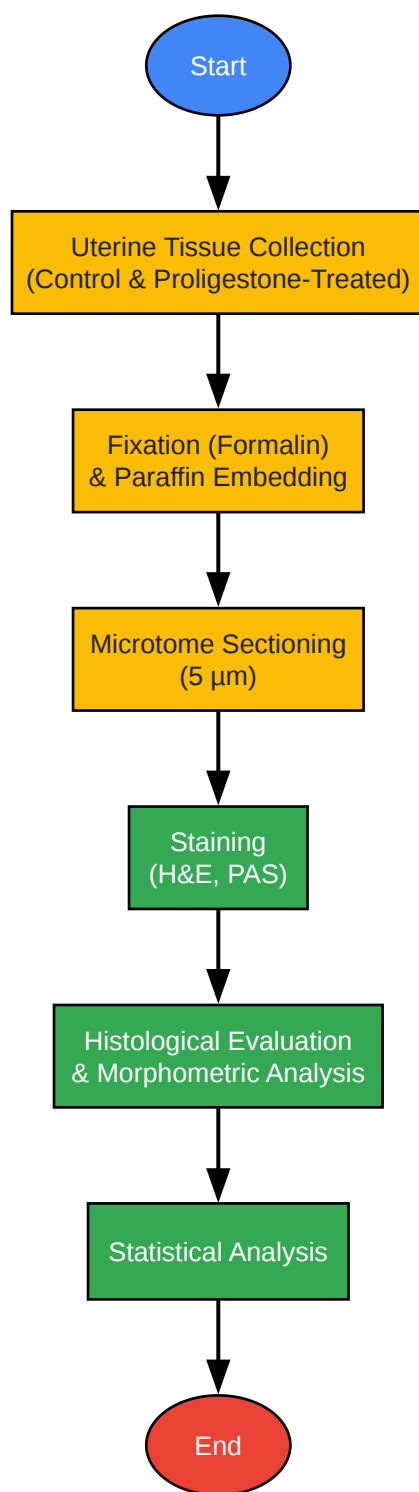 Start
Uterine Tissue Collection
(Control & Proligestone-Treated)
Fixation (Formalin)
& Paraffin Embedding
Microtome Sectioning
(5 µm)
Staining
(H&E, PAS)
Histological Evaluation
& Morphometric Analysis
Statistical Analysis
End